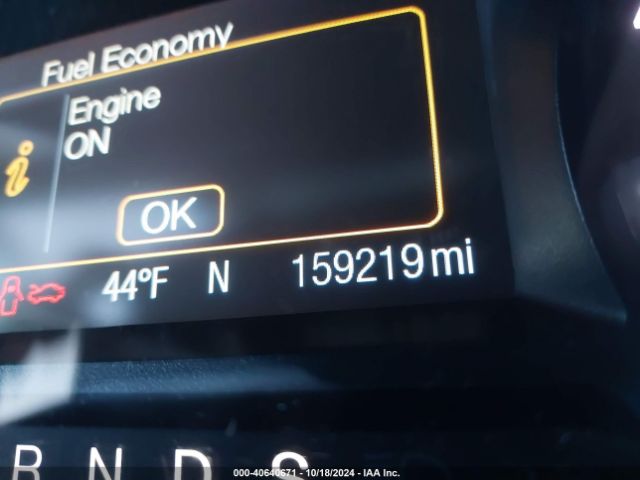 Fuel Economy
Engine
ON
OK
44°F N 159219 mi
R N D S
000-40640671 - 10/18/2024 - IAA Inc.